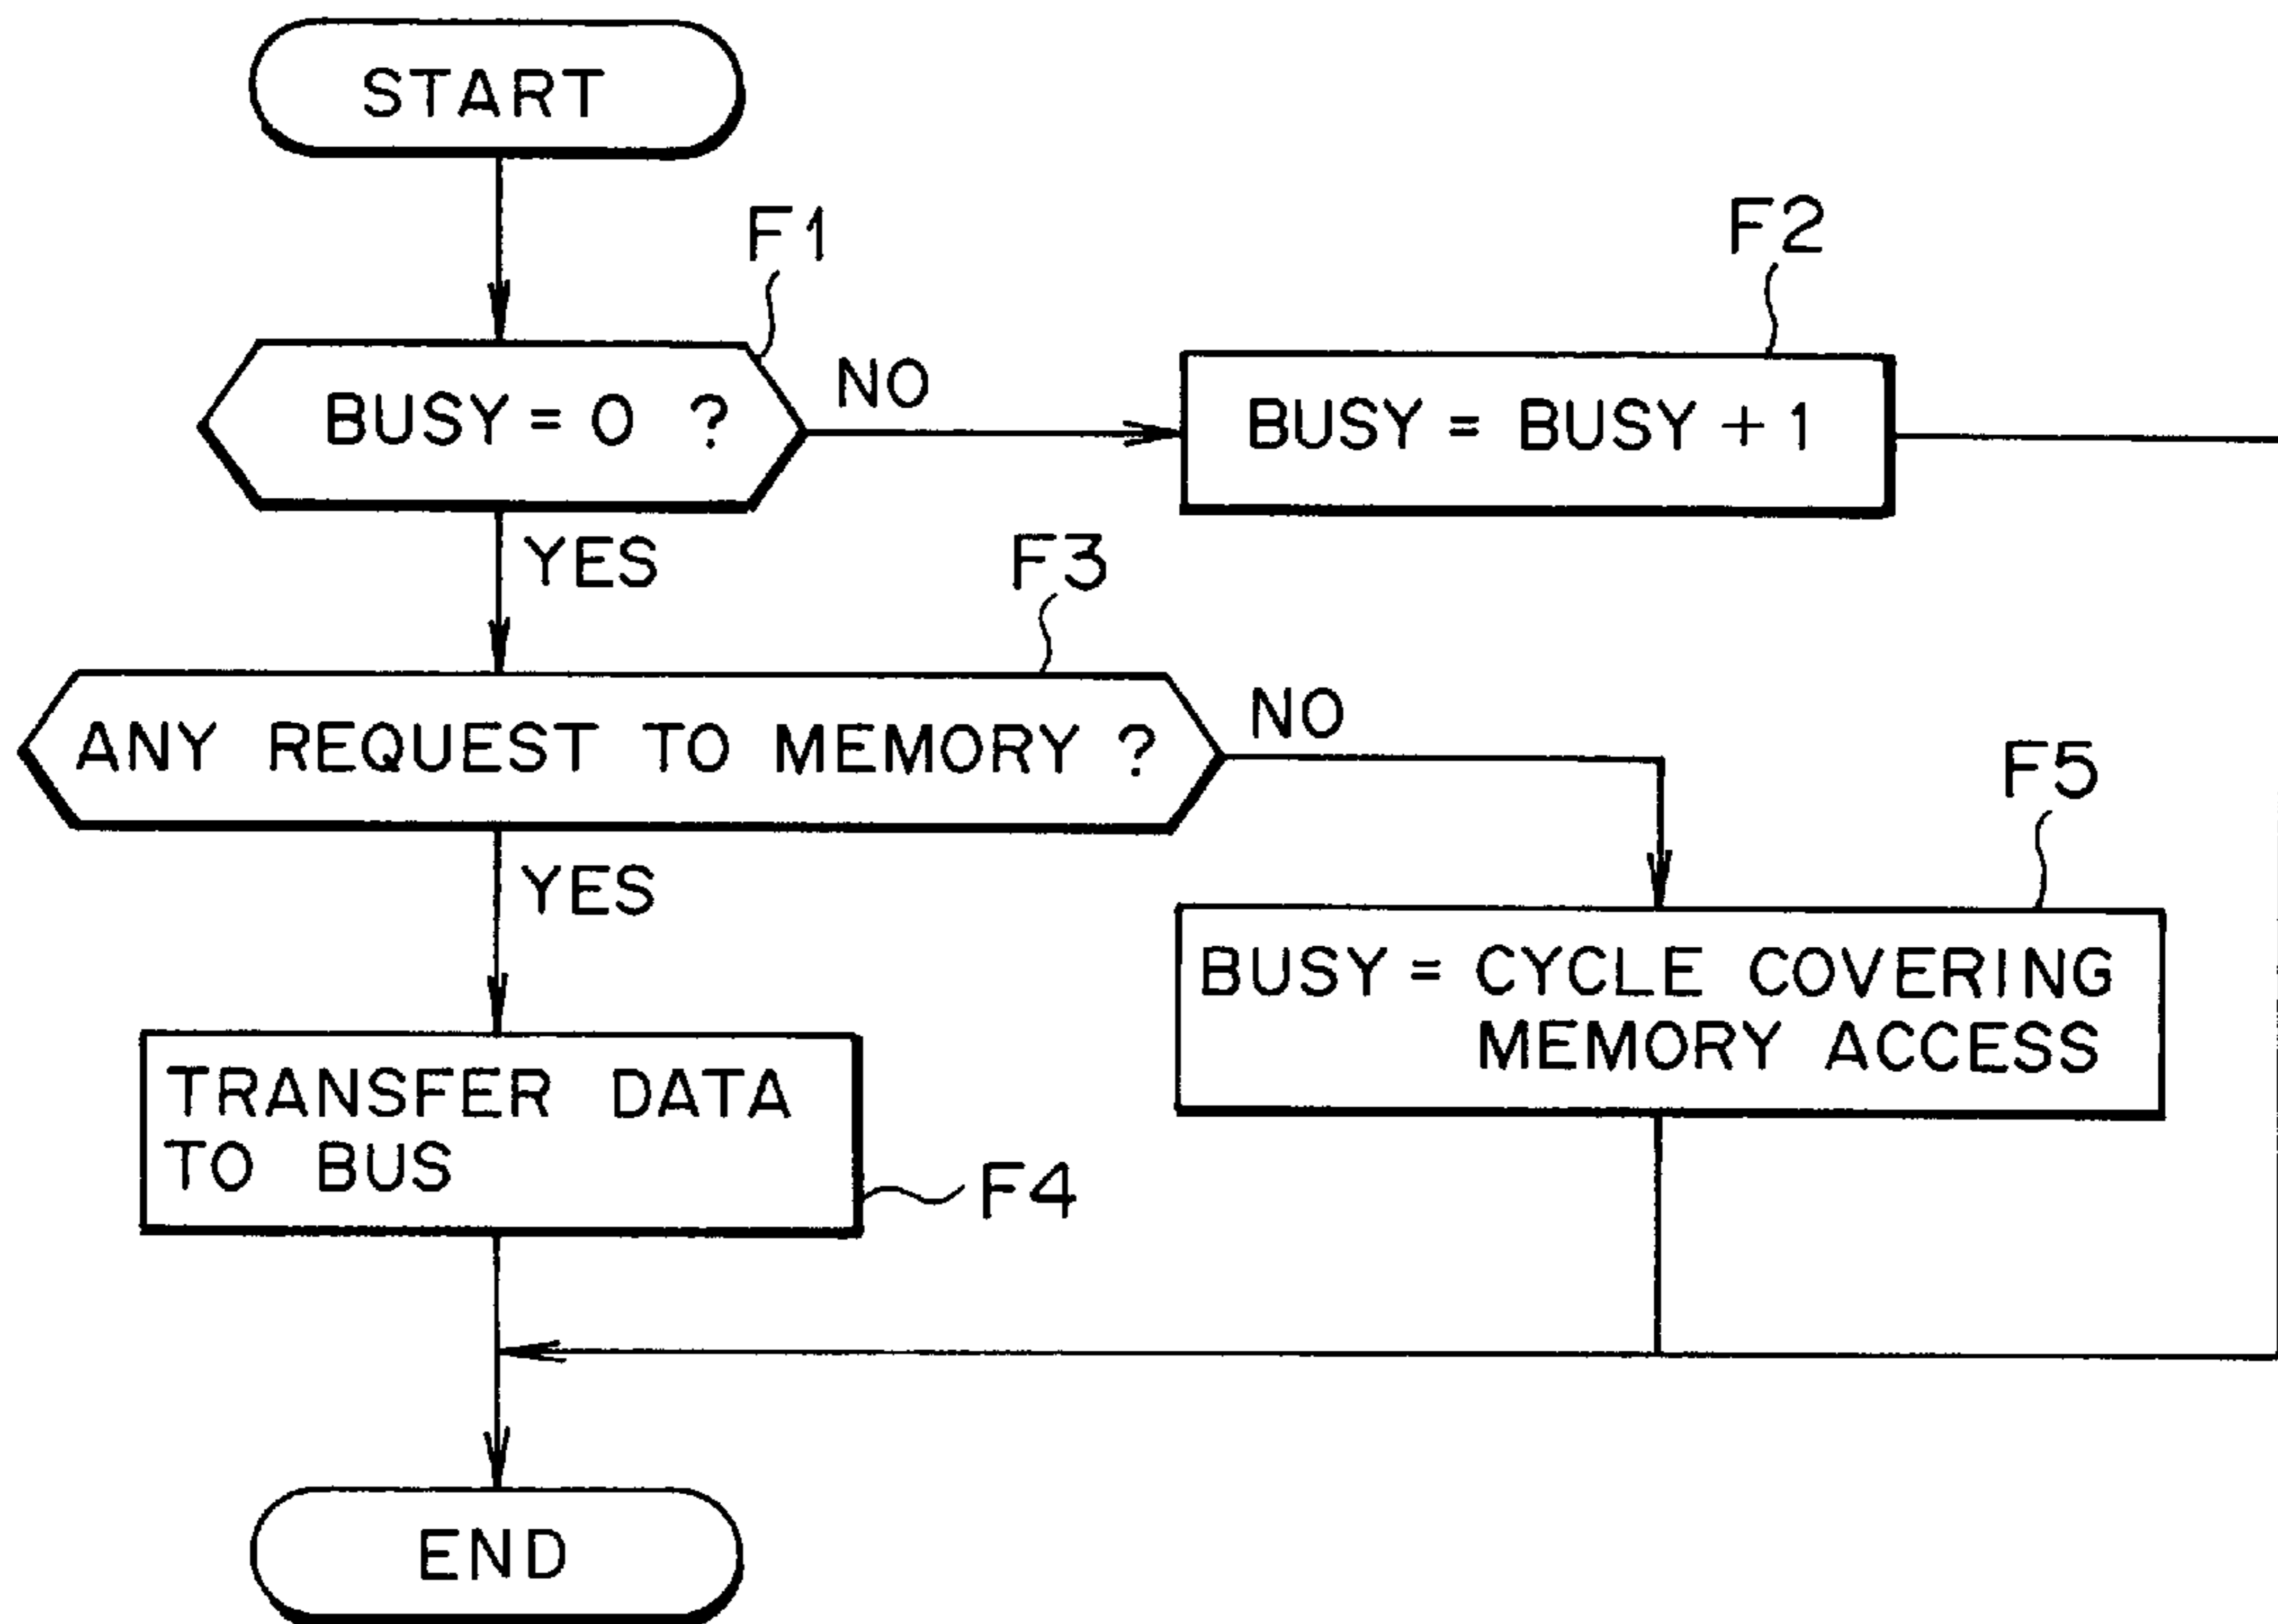 START
F1
F2
BUSY = 0 ?
NO
BUSY = BUSY + 1
YES
F3
ANY REQUEST TO MEMORY ?
NO
F5
YES
BUSY = CYCLE COVERING
MEMORY ACCESS
TRANSFER DATA
TO BUS
F4
END